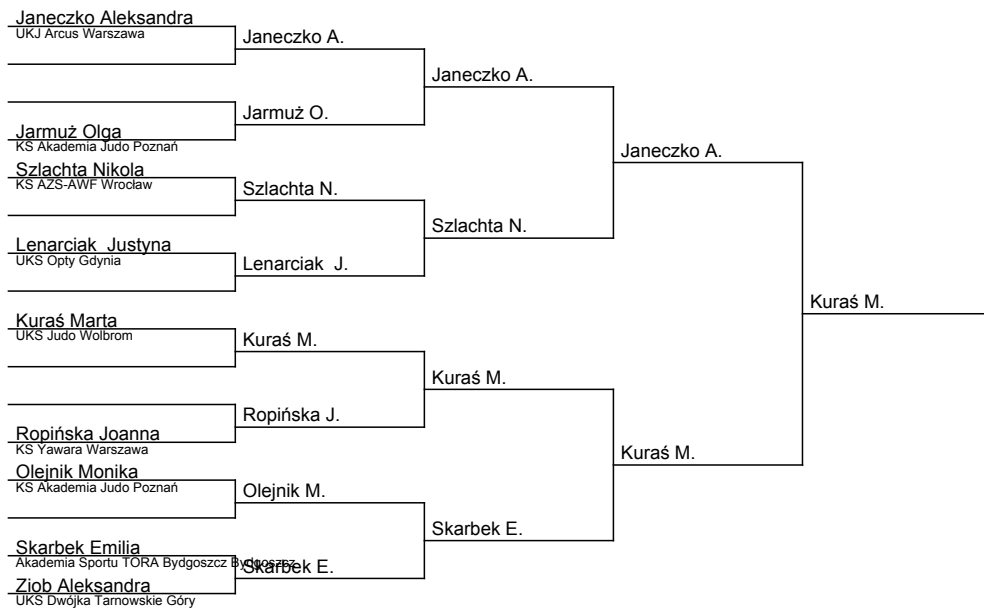 Janeczko Aleksandra
UKJ Arcus Warszawa
Janeczko A.
Janeczko A.
Jarmuż O.
Jarmuż Olga
KS Akademia Judo Poznań
Janeczko A.
Szlachta Nikola
KS AZS-AWF Wrocław
Szlachta N.
Szlachta N.
Lenarciak  Justyna
UKS Opty Gdynia
Lenarciak  J.
Kuraś M.
Kuraś Marta
UKS Judo Wolbrom
Kuraś M.
Kuraś M.
Ropińska J.
Ropińska Joanna
KS Yawara Warszawa
Kuraś M.
Olejnik Monika
KS Akademia Judo Poznań
Olejnik M.
Skarbek E.
Skarbek Emilia
Akademia Sportu TORA Bydgoszcz Bydgoszcz
Skarbek E.
Ziob Aleksandra
UKS Dwójka Tarnowskie Góry